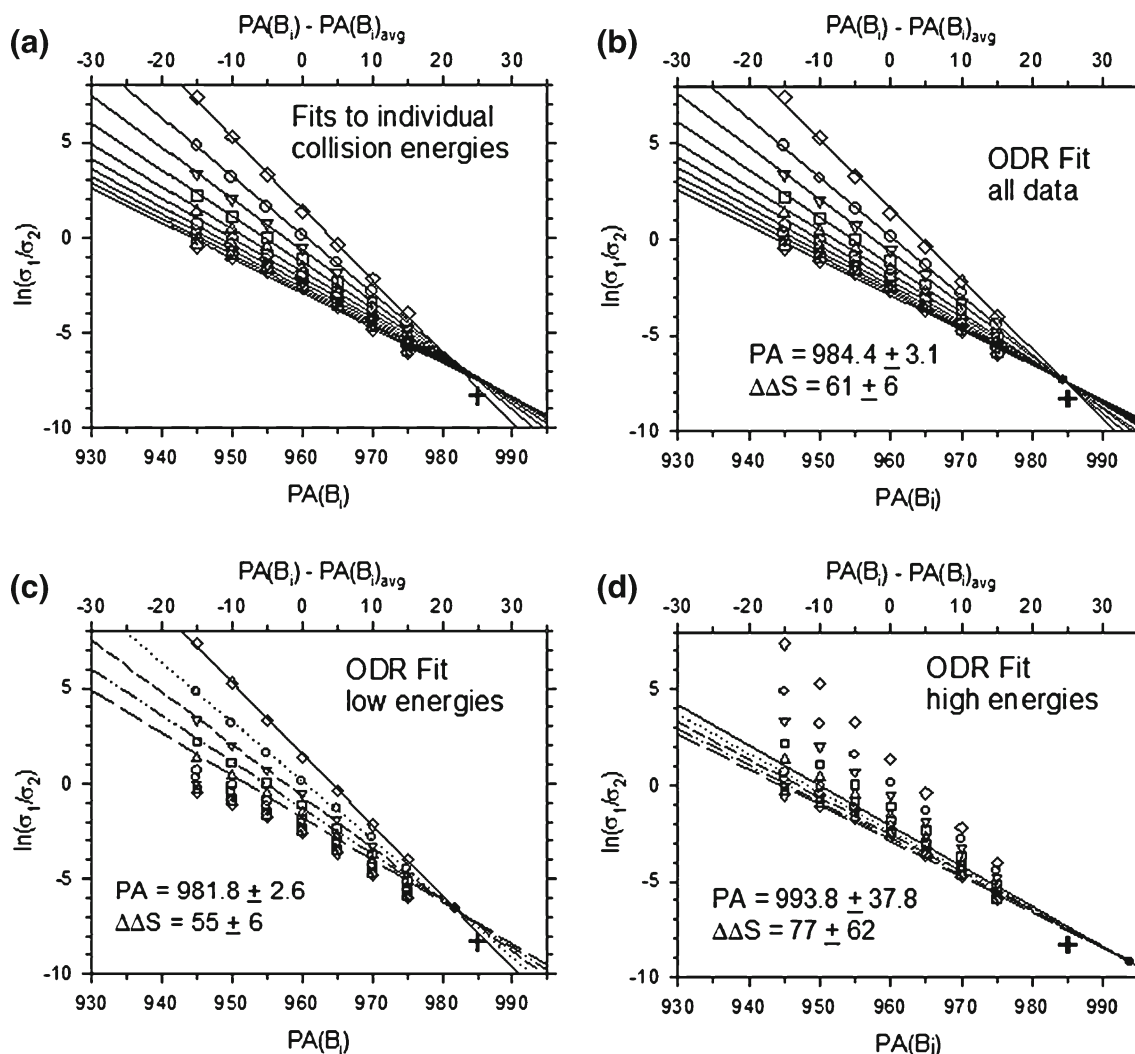 (a)
PA(Bi) - PA(Bi)avg
-30 -20 -10 0 10 20 30
Fits to individual
collision energies
ln(σ1/σ2)
5
0
-5
-10
930 940 950 960 970 980 990
PA(Bi)
(b)
PA(Bi) - PA(Bi)avg
-30 -20 -10 0 10 20 30
ODR Fit
all data
ln(σ1/σ2)
5
0
-5
-10
PA = 984.4 ± 3.1
ΔΔS = 61 ± 6
930 940 950 960 970 980 990
PA(Bi)
(c)
PA(Bi) - PA(Bi)avg
-30 -20 -10 0 10 20 30
ODR Fit
low energies
ln(σ1/σ2)
5
0
-5
-10
PA = 981.8 ± 2.6
ΔΔS = 55 ± 6
930 940 950 960 970 980 990
PA(Bi)
(d)
PA(Bi) - PA(Bi)avg
-30 -20 -10 0 10 20 30
ODR Fit
high energies
ln(σ1/σ2)
5
0
-5
-10
PA = 993.8 ± 37.8
ΔΔS = 77 ± 62
930 940 950 960 970 980 990
PA(Bi)